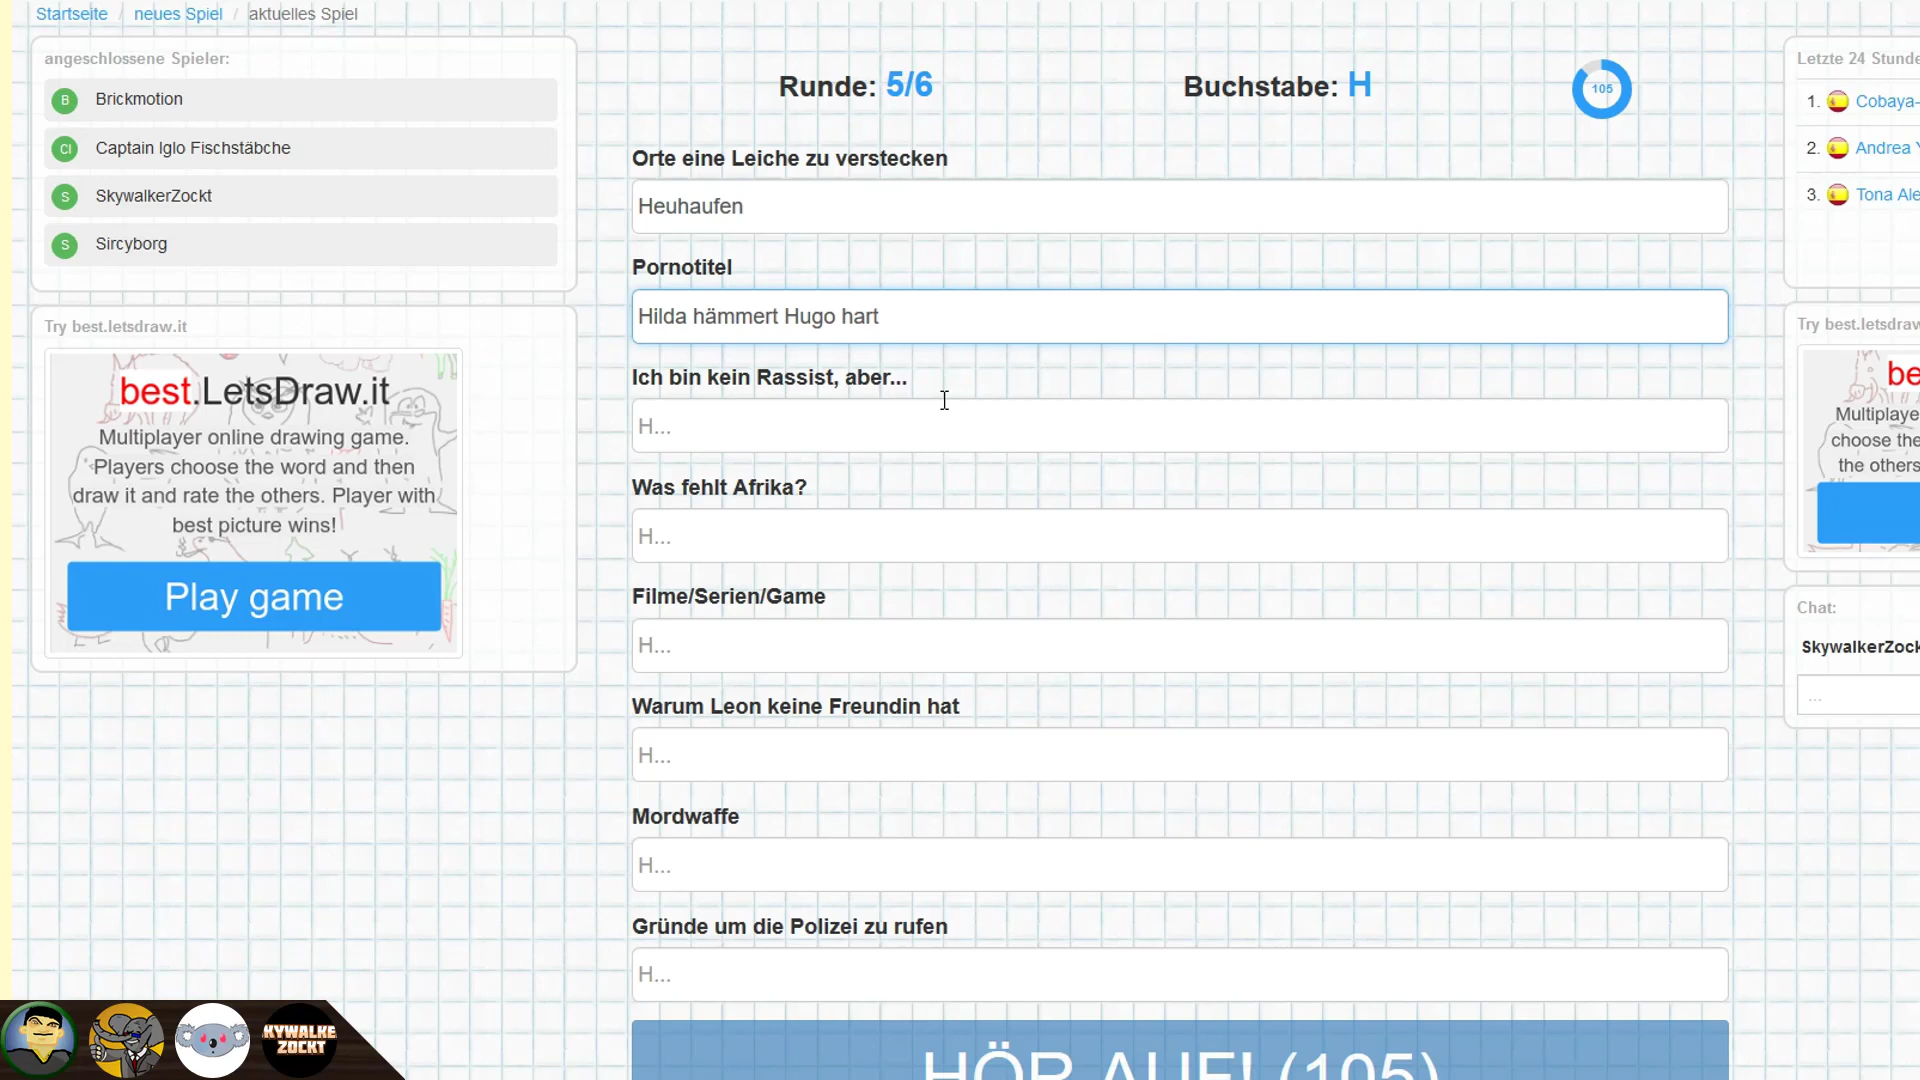 Startseite / neues Spiel / aktuelles Spiel
angeschlossene Spieler:
B Brickmotion
CI Captain Iglo Fischstäbche
S SkywalkerZockt
S Sircyborg
Try best.letsdraw.it
best.LetsDraw.it
Multiplayer online drawing game.
Players choose the word and then
draw it and rate the others. Player with
best picture wins!
Play game
Runde: 5/6
Buchstabe: H
105
Orte eine Leiche zu verstecken
Heuhaufen
Pornotitel
Hilda hämmert Hugo hart
Ich bin kein Rassist, aber...
H...
Was fehlt Afrika?
H...
Filme/Serien/Game
H...
Warum Leon keine Freundin hat
H...
Mordwaffe
H...
Gründe um die Polizei zu rufen
H...
HÖR AUF! (105)
Letzte 24 Stunde
1. Cobaya-
2. Andrea Y
3. Tona Ale
Try best.letsdraw
be
Multiplaye
choose the
the others
Chat:
SkywalkerZock
...
KYWALKE
ZOCKT